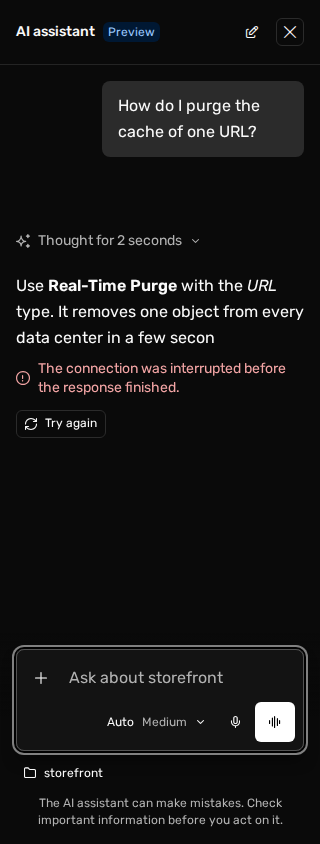 AI assistant Preview
How do I purge the
cache of one URL?
Thought for 2 seconds
Use Real-Time Purge with the URL
type. It removes one object from every
data center in a few secon
The connection was interrupted before
the response finished.
Try again
Ask about storefront
Auto Medium
storefront
The AI assistant can make mistakes. Check
important information before you act on it.